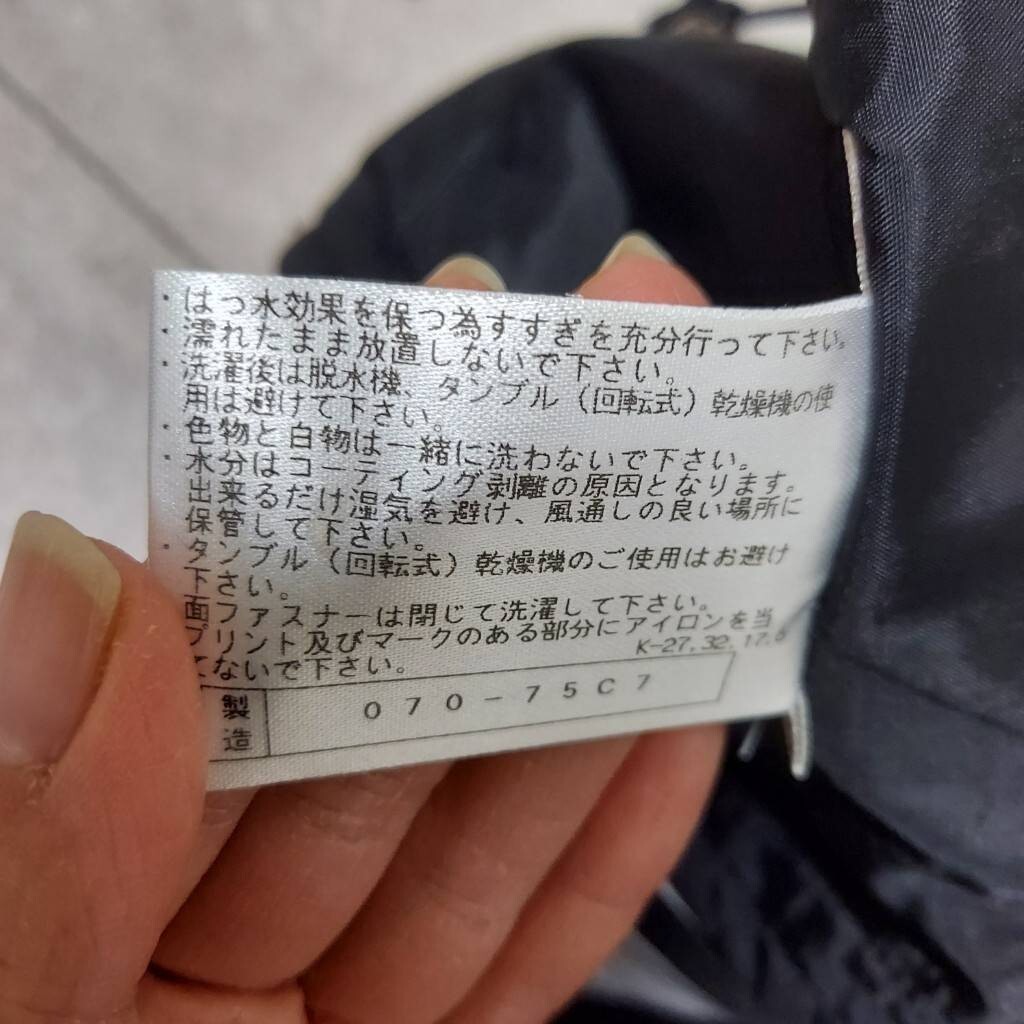 ・はっ水効果を保つ為すすぎを充分行って下さい。
・濡れたまま放置しないで下さい。
・洗濯後は脱水機、タンブル（回転式）乾燥機の使
用は避けて下さい。
・色物と白物は一緒に洗わないで下さい。
・水分はコーティング剥離の原因となります。
出来るだけ湿気を避け、風通しの良い場所に
保管して下さい。
・タンブル（回転式）乾燥機のご使用はお避け
下さい。
面ファスナーは閉じて洗濯して下さい。
プリント及びマークのある部分にアイロンを当
てないで下さい。
K-27.32.17.6
製造
070-75C7